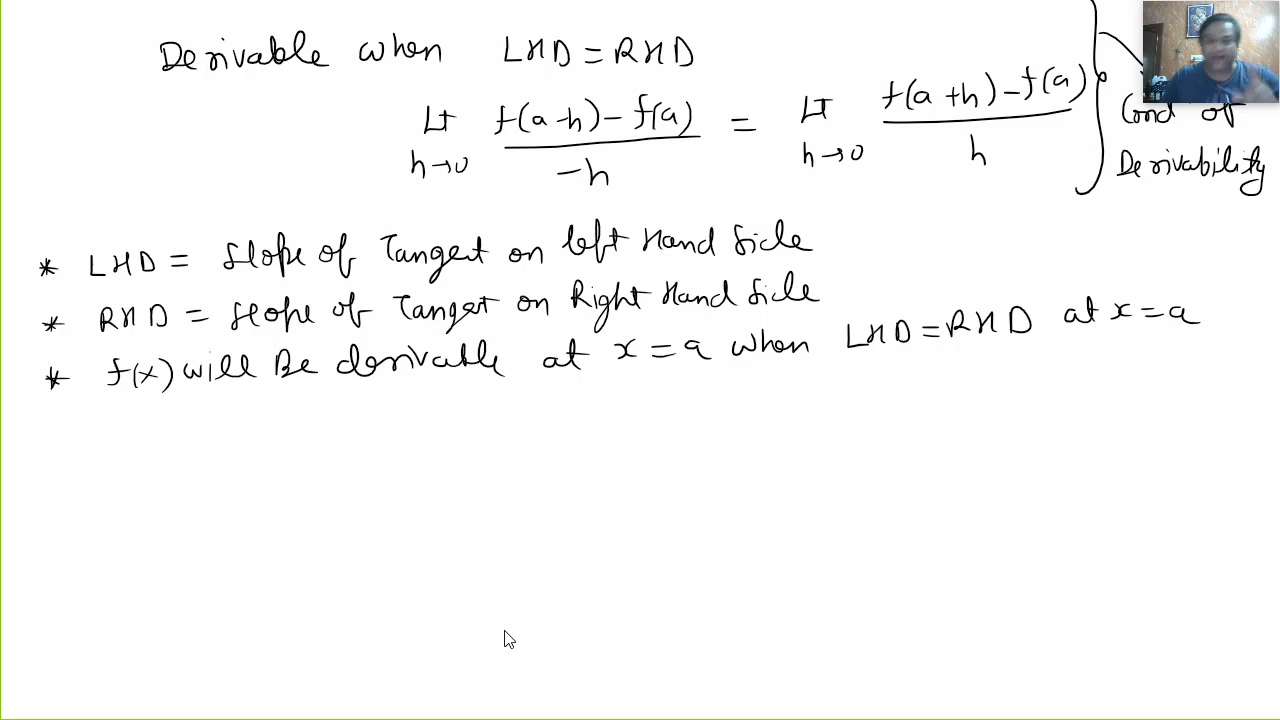 Derivable when LHD = RHD
Lt h→0 f(a-h) - f(a) / -h = Lt h→0 f(a+h) - f(a) / h
Cond of
Derivability
* LHD = Slope of Tangent on left Hand Side
* RHD = Slope of Tangent on Right Hand Side
* f(x) will Be derivable at x = a when LHD = RHD at x = a